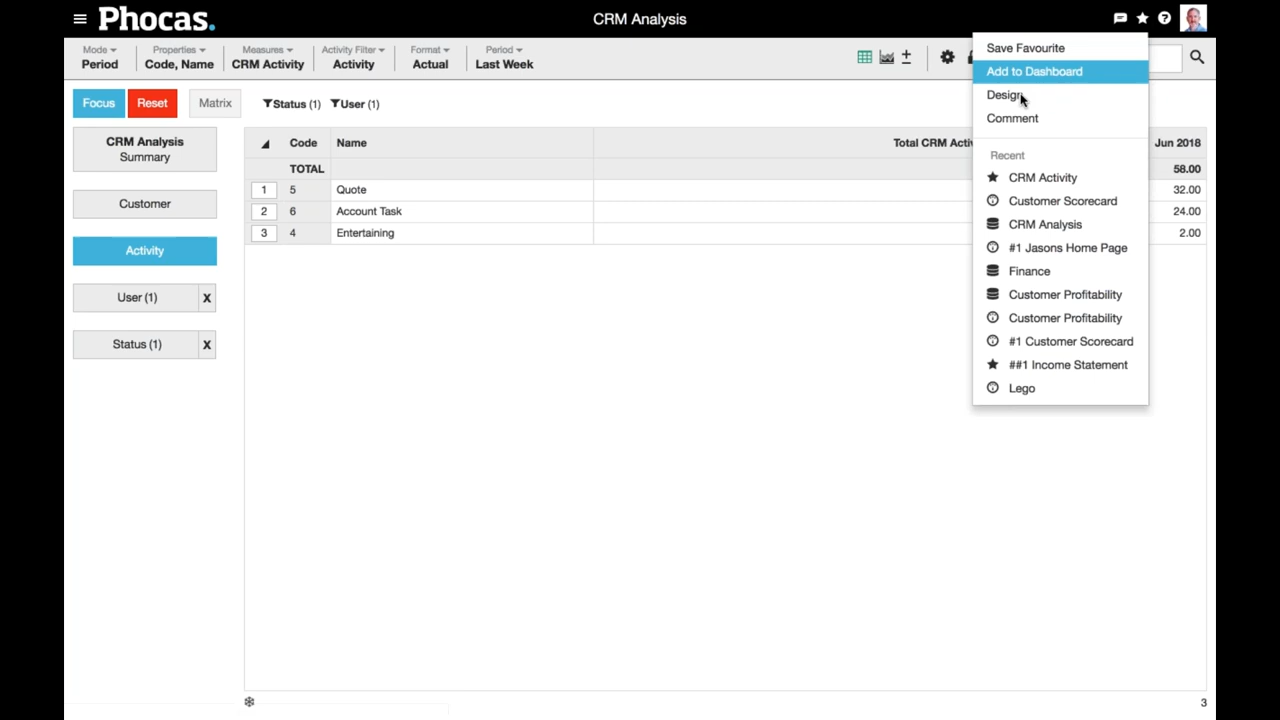 Phocas.
CRM Analysis
Mode
Period
Properties
Code, Name
Measures
CRM Activity
Activity Filter
Activity
Format
Actual
Period
Last Week
Focus
Reset
Matrix
Status (1)
User (1)
CRM Analysis
Summary
Customer
Activity
User (1)
X
Status (1)
X
Code Name Total CRM Jun 2018
TOTAL 58.00
1 5 Quote 32.00
2 6 Account Task 24.00
3 4 Entertaining 2.00
Save Favourite
Add to Dashboard
Design
Comment
Recent
CRM Activity
Customer Scorecard
CRM Analysis
#1 Jasons Home Page
Finance
Customer Profitability
Customer Profitability
#1 Customer Scorecard
##1 Income Statement
Lego
3